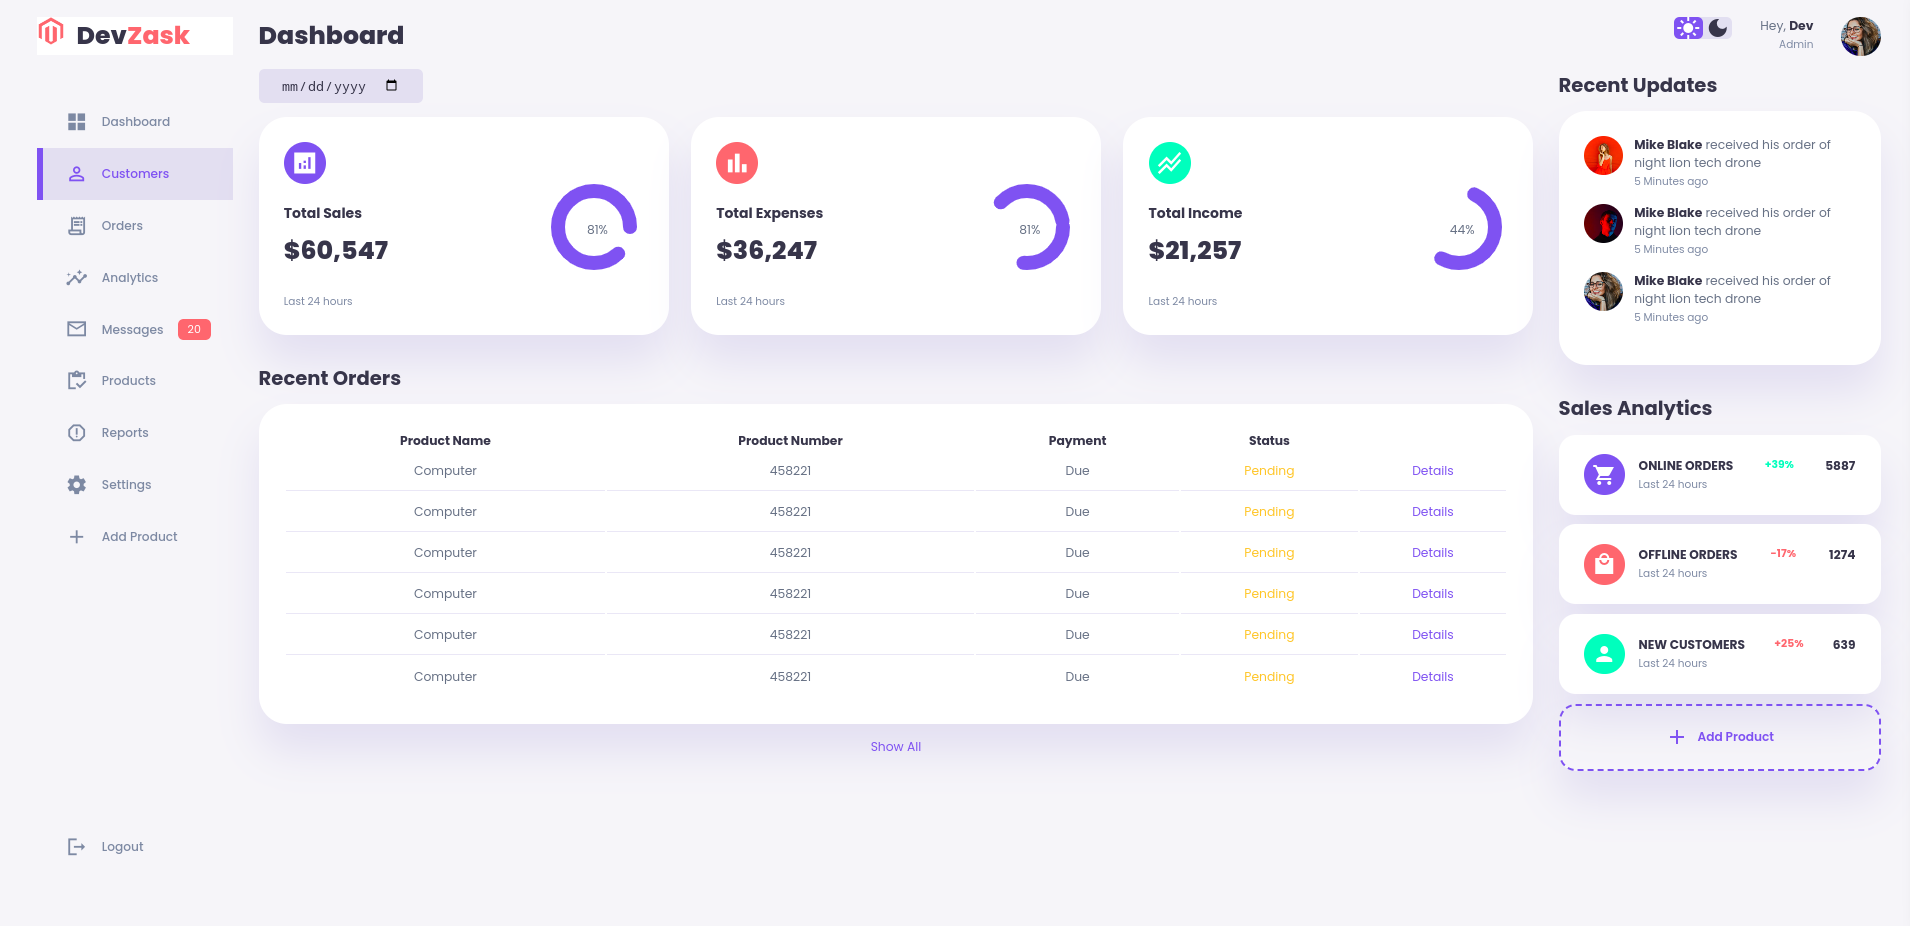 DevZask
Dashboard
Customers
Orders
Analytics
Messages 20
Products
Reports
Settings
Add Product
Logout
Dashboard
mm/dd/yyyy
Total Sales
$60,547
81%
Last 24 hours
Total Expenses
$36,247
81%
Last 24 hours
Total Income
$21,257
44%
Last 24 hours
Recent Orders
Product Name Product Number Payment Status
Computer 458221 Due Pending Details
Computer 458221 Due Pending Details
Computer 458221 Due Pending Details
Computer 458221 Due Pending Details
Computer 458221 Due Pending Details
Computer 458221 Due Pending Details
Show All
Hey, Dev
Admin
Recent Updates
Mike Blake received his order of
night lion tech drone
5 Minutes ago
Mike Blake received his order of
night lion tech drone
5 Minutes ago
Mike Blake received his order of
night lion tech drone
5 Minutes ago
Sales Analytics
ONLINE ORDERS +39% 5887
Last 24 hours
OFFLINE ORDERS -17% 1274
Last 24 hours
NEW CUSTOMERS +25% 639
Last 24 hours
Add Product